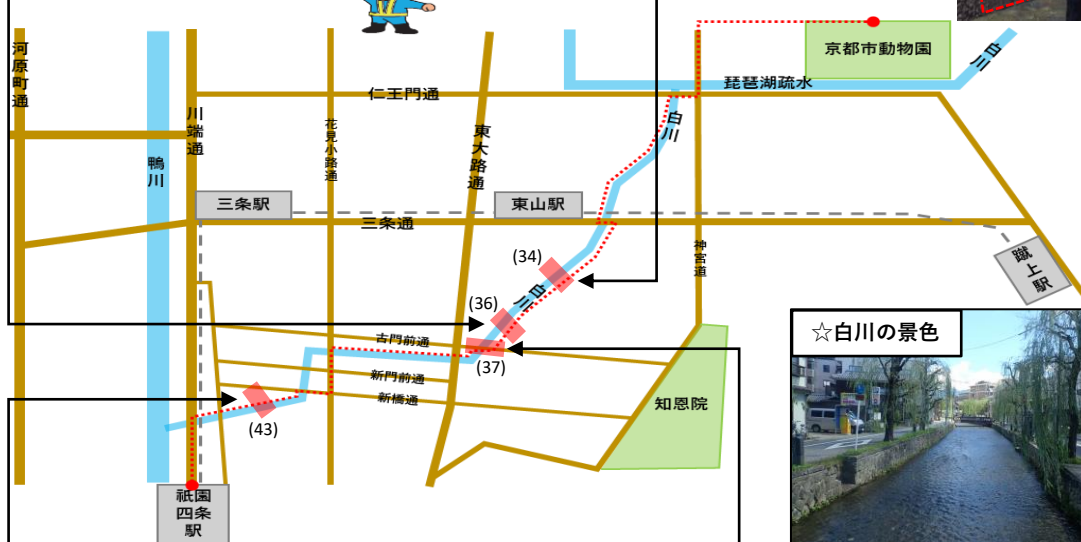 京都市動物園
河原町通
白川
琵琶湖疏水
仁王門通
川端通
花見小路通
東大路通
白川
鴨川
三条駅
東山駅
三条通
神宮道
蹴上駅
(34)
白川
(36)
☆白川の景色
古門前通
(37)
新門前通
新橋通
知恩院
(43)
祇園
四条
駅